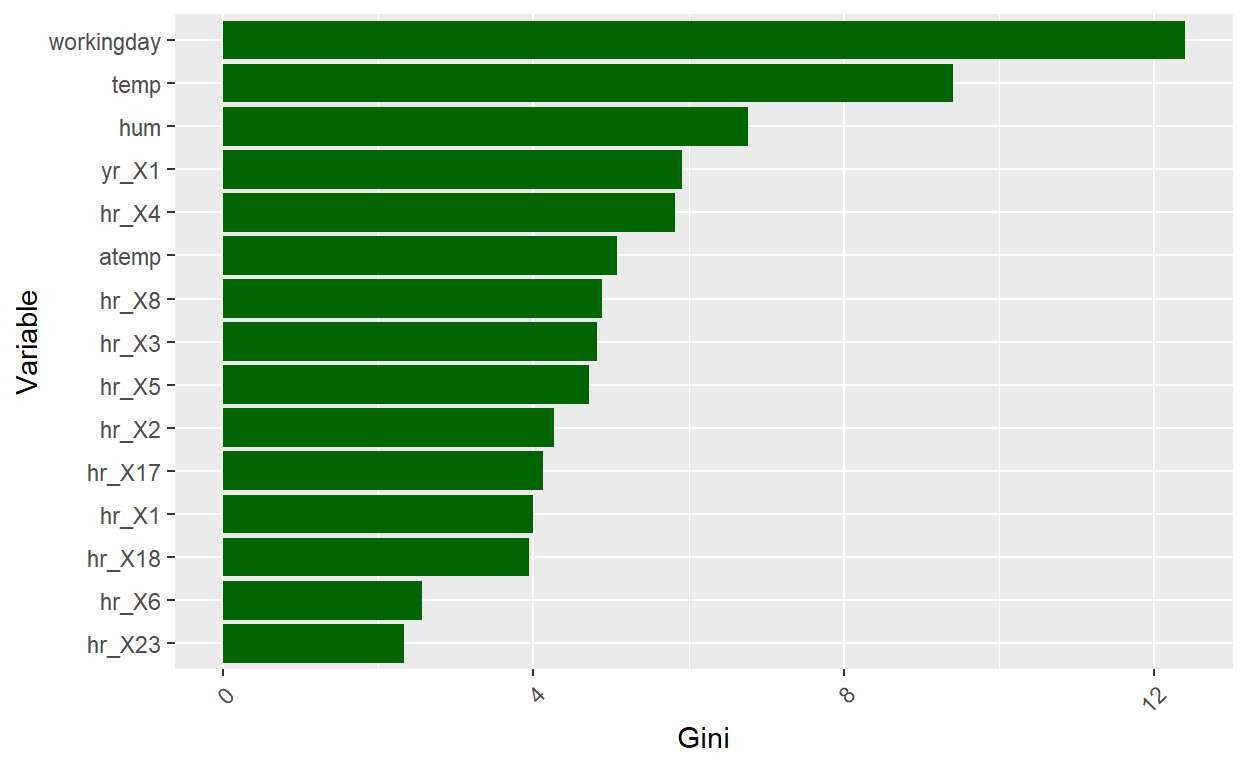 workingday
temp
hum
yr_X1
hr_X4
atemp
hr_X8
hr_X3
hr_X5
hr_X2
hr_X17
hr_X1
hr_X18
hr_X6
hr_X23
Variable
0 4 8 12
Gini